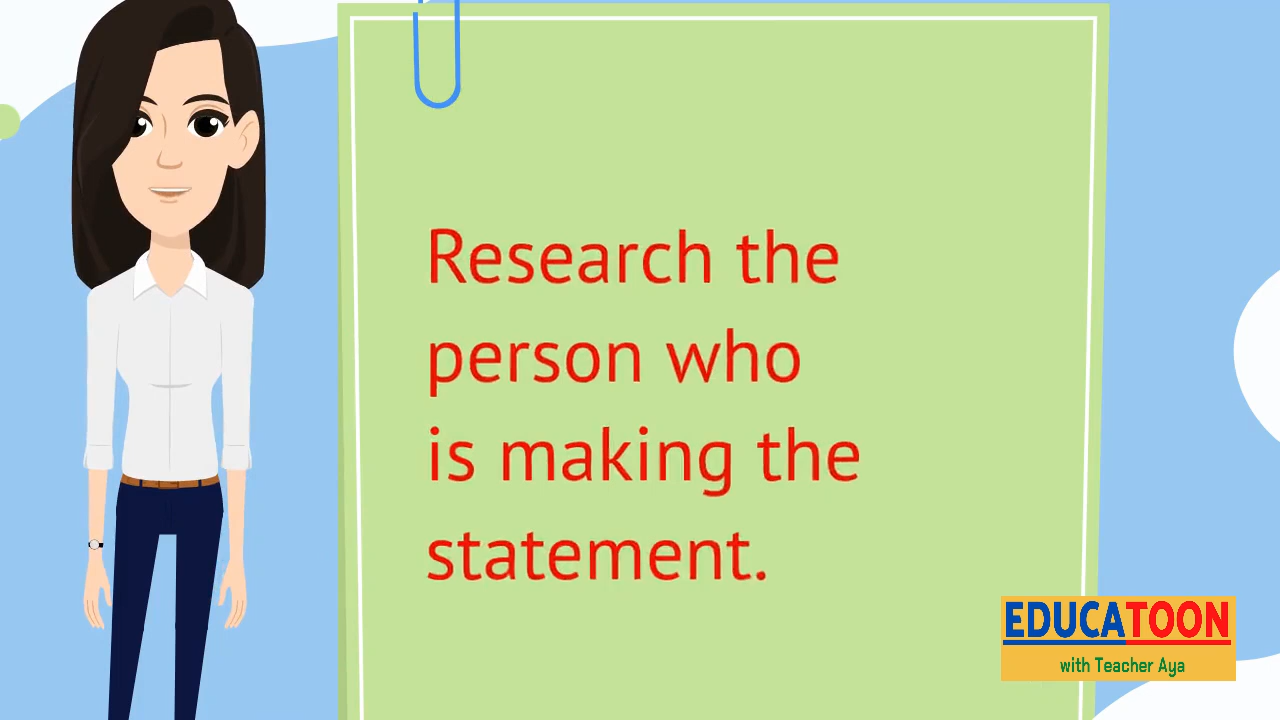 Research the
person who
is making the
statement.
EDUCATOON
with Teacher Aya